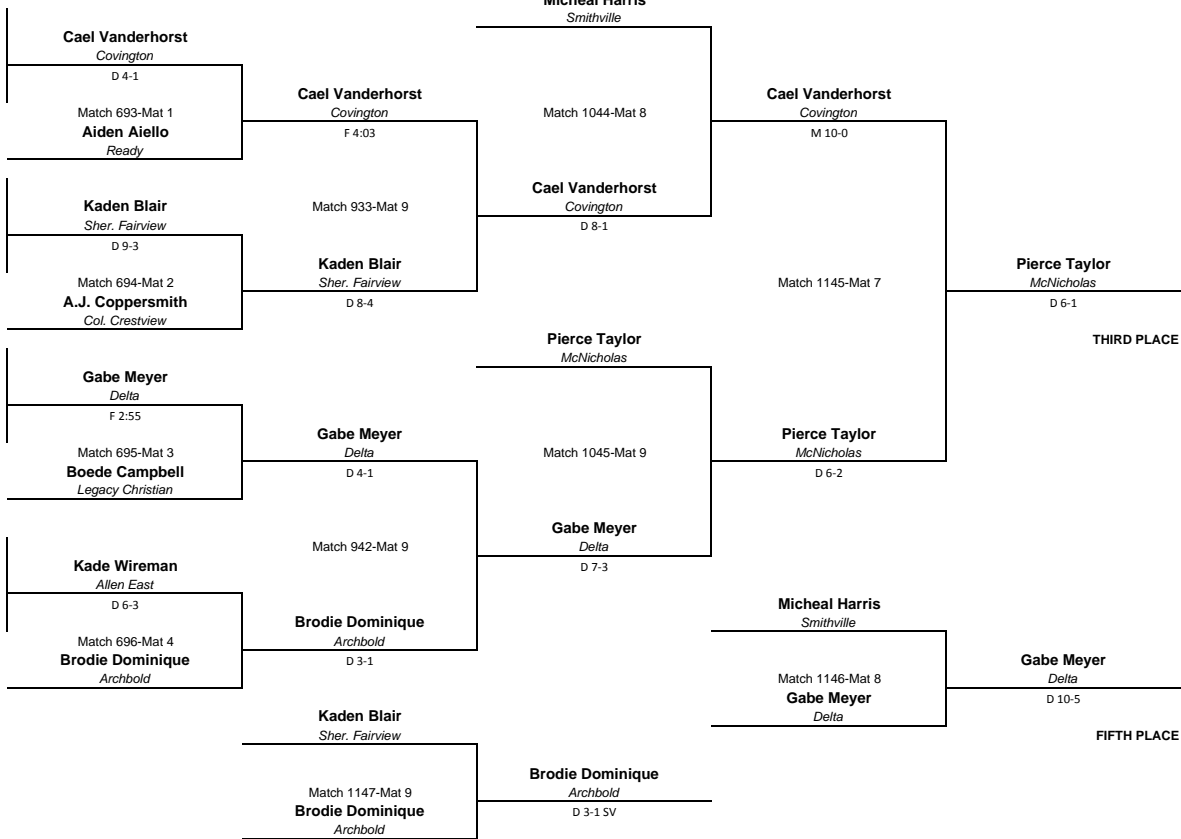 Micheal Harris
Smithville
Cael Vanderhorst
Covington
D 4-1
Match 693-Mat 1
Aiden Aiello
Ready
Cael Vanderhorst
Covington
F 4:03
Match 1044-Mat 8
Cael Vanderhorst
Covington
M 10-0
Kaden Blair
Sher. Fairview
D 9-3
Match 694-Mat 2
A.J. Coppersmith
Col. Crestview
Match 933-Mat 9
Cael Vanderhorst
Covington
D 8-1
Kaden Blair
Sher. Fairview
D 8-4
Match 1145-Mat 7
Pierce Taylor
McNicholas
D 6-1
THIRD PLACE
Pierce Taylor
McNicholas
Gabe Meyer
Delta
F 2:55
Match 695-Mat 3
Boede Campbell
Legacy Christian
Gabe Meyer
Delta
D 4-1
Match 1045-Mat 9
Pierce Taylor
McNicholas
D 6-2
Match 942-Mat 9
Gabe Meyer
Delta
D 7-3
Kade Wireman
Allen East
D 6-3
Match 696-Mat 4
Brodie Dominique
Archbold
Brodie Dominique
Archbold
D 3-1
Micheal Harris
Smithville
Match 1146-Mat 8
Gabe Meyer
Delta
Gabe Meyer
Delta
D 10-5
FIFTH PLACE
Kaden Blair
Sher. Fairview
Match 1147-Mat 9
Brodie Dominique
Archbold
Brodie Dominique
Archbold
D 3-1 SV